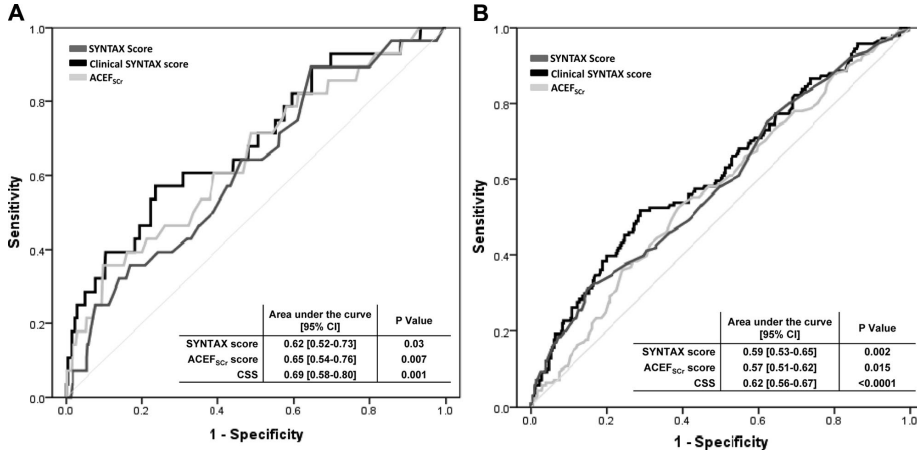 A
1.0
0.8
0.6
0.4
0.2
0.0
Sensitivity
SYNTAX Score
Clinical SYNTAX score
ACEFSCr
Area under the curve [95% CI] P Value
SYNTAX score 0.62 [0.52-0.73] 0.03
ACEFSCr score 0.65 [0.54-0.76] 0.007
CSS 0.69 [0.58-0.80] 0.001
0.0 0.2 0.4 0.6 0.8 1.0
1 - Specificity
B
1.0
0.8
0.6
0.4
0.2
0.0
Sensitivity
SYNTAX Score
Clinical SYNTAX score
ACEFSCr
Area under the curve [95% CI] P Value
SYNTAX score 0.59 [0.53-0.65] 0.002
ACEFSCr score 0.57 [0.51-0.62] 0.015
CSS 0.62 [0.56-0.67] <0.0001
0.0 0.2 0.4 0.6 0.8 1.0
1 - Specificity